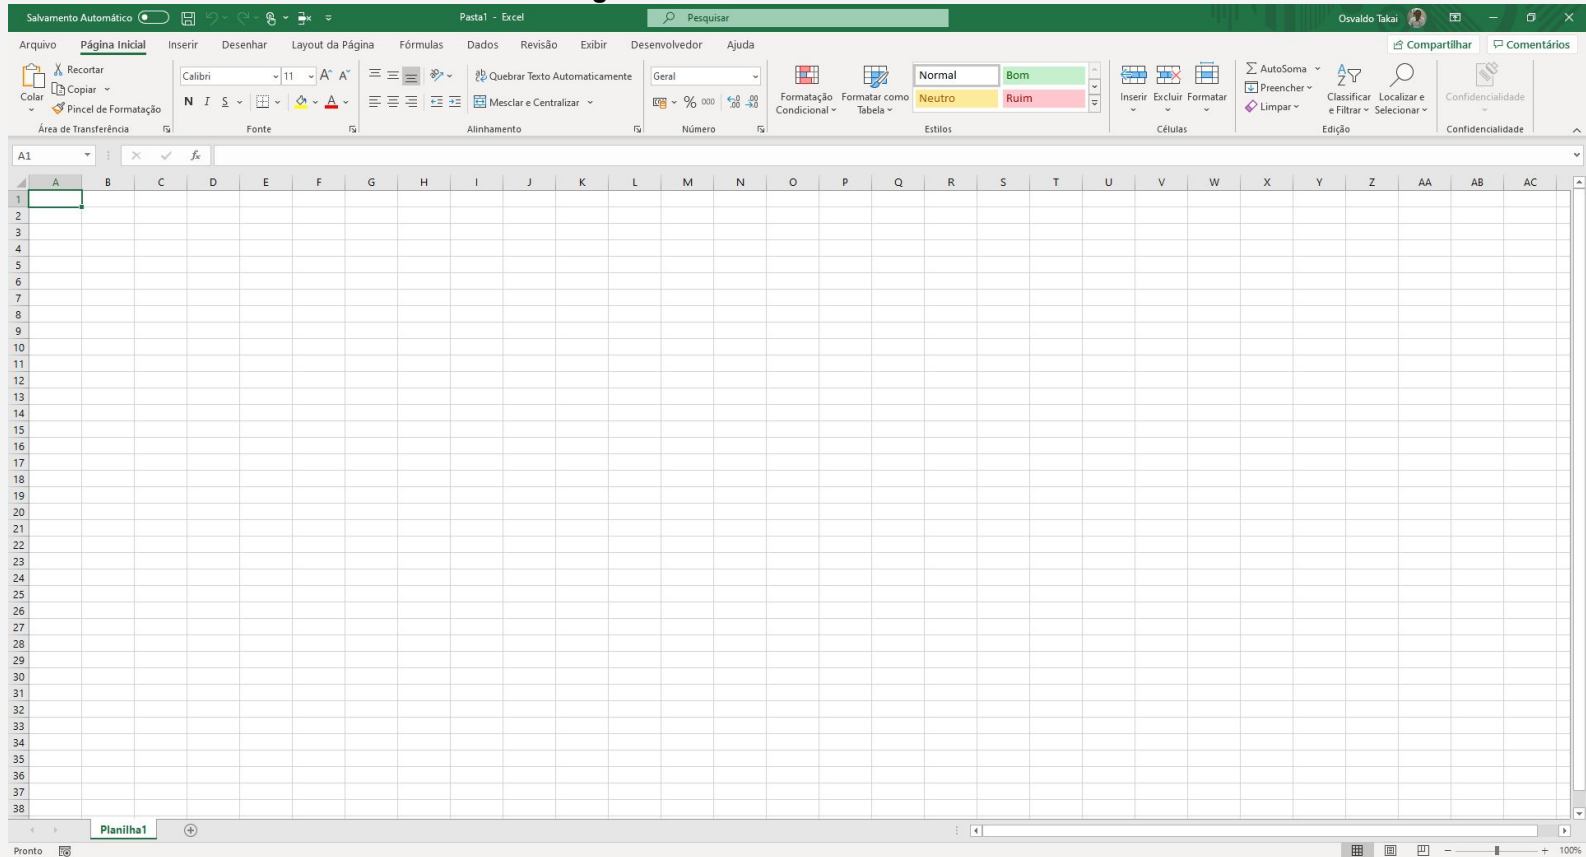 Salvamento Automático Pasta1 - Excel Pesquisar Osvaldo Takai
Arquivo Página Inicial Inserir Desenhar Layout da Página Fórmulas Dados Revisão Exibir Desenvolvedor Ajuda Compartilhar Comentários
Colar
Recortar
Copiar
Pincel de Formatação
Área de Transferência
Calibri 11 A A
N I S A
Fonte
ab Quebrar Texto Automaticamente
Mesclar e Centralizar
Alinhamento
Geral
% 000 ,00 ,00
Número
Formatação Condicional
Formatar como Tabela
Normal Bom
Neutro Ruim
Estilos
Inserir Excluir Formatar
Células
AutoSoma
Preencher
Limpar
Classificar e Filtrar
Localizar e Selecionar
Edição
Confidencialidade
Confidencialidade
A1 fx
A B C D E F G H I J K L M N O P Q R S T U V W X Y Z AA AB AC
1
2
3
4
5
6
7
8
9
10
11
12
13
14
15
16
17
18
19
20
21
22
23
24
25
26
27
28
29
30
31
32
33
34
35
36
37
38
Planilha1
Pronto 100%